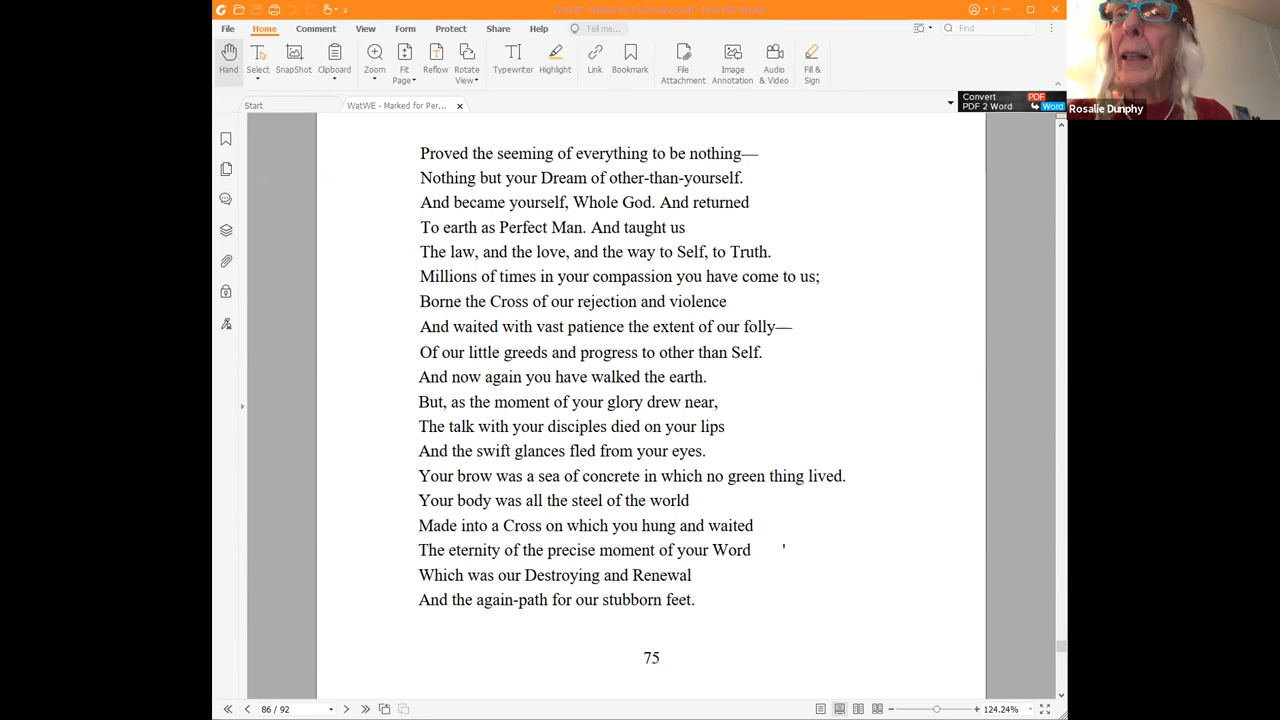 File Home Comment View Form Protect Share Help Tell me... Find
Hand Select SnapShot Clipboard Zoom Fit Page Reflow Rotate View Typewriter Highlight Link Bookmark File Attachment Image Annotation Audio & Video Fill & Sign
Start WatWE - Marked for Per... Convert PDF 2 Word PDF Word
Rosalie Dunphy
Proved the seeming of everything to be nothing—
Nothing but your Dream of other-than-yourself.
And became yourself, Whole God. And returned
To earth as Perfect Man. And taught us
The law, and the love, and the way to Self, to Truth.
Millions of times in your compassion you have come to us;
Borne the Cross of our rejection and violence
And waited with vast patience the extent of our folly—
Of our little greeds and progress to other than Self.
And now again you have walked the earth.
But, as the moment of your glory drew near,
The talk with your disciples died on your lips
And the swift glances fled from your eyes.
Your brow was a sea of concrete in which no green thing lived.
Your body was all the steel of the world
Made into a Cross on which you hung and waited
The eternity of the precise moment of your Word '
Which was our Destroying and Renewal
And the again-path for our stubborn feet.
75
86 / 92 124.24%